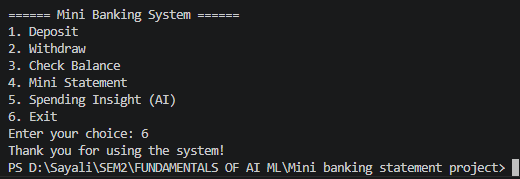 ====== Mini Banking System ======
1. Deposit
2. Withdraw
3. Check Balance
4. Mini Statement
5. Spending Insight (AI)
6. Exit
Enter your choice: 6
Thank you for using the system!
PS D:\Sayali\SEM2\FUNDAMENTALS OF AI ML\Mini banking statement project>